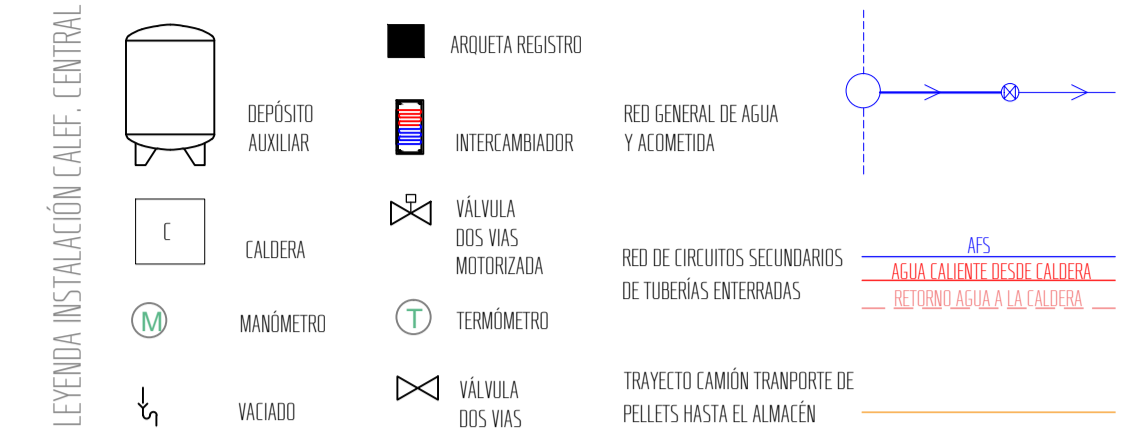 LEYENDA INSTALACIÓN CALEF. CENTRAL
DEPÓSITO
AUXILIAR
C
CALDERA
M
MANÓMETRO
VACIADO
ARQUETA REGISTRO
INTERCAMBIADOR
VÁLVULA
DOS VIAS
MOTORIZADA
T
TERMÓMETRO
VÁLVULA
DOS VIAS
RED GENERAL DE AGUA
Y ACOMETIDA
RED DE CIRCUITOS SECUNDARIOS
DE TUBERÍAS ENTERRADAS
AFS
AGUA CALIENTE DESDE CALDERA
RETORNO AGUA A LA CALDERA
TRAYECTO CAMIÓN TRANPORTE DE
PELLETS HASTA EL ALMACÉN